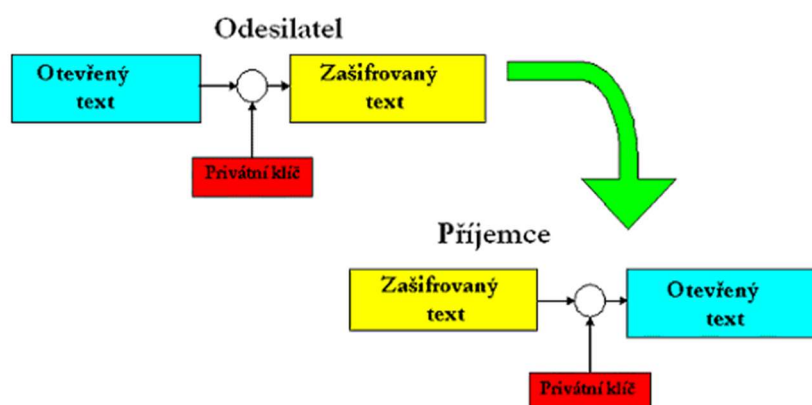 Odesilatel
Otevřený
text
Zašifrovaný
text
Privátní klíč
Příjemce
Zašifrovaný
text
Otevřený
text
Privátní klíč